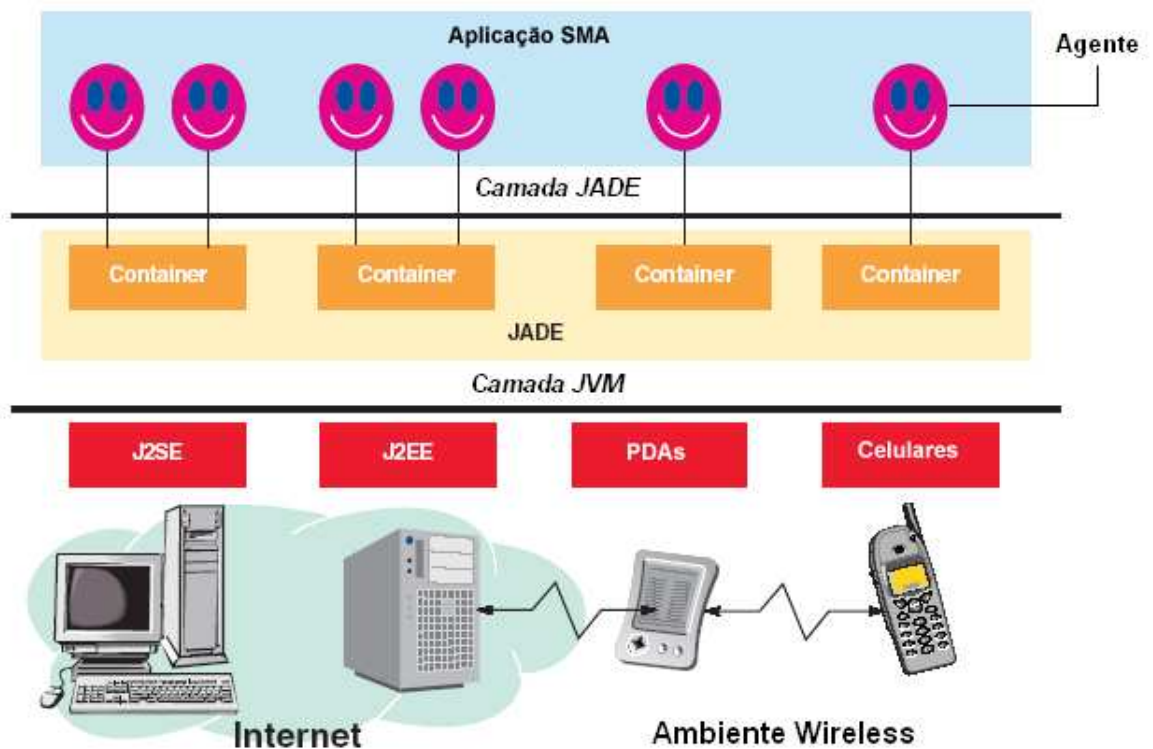 Aplicação SMA
Agente
Camada JADE
Container
Container
Container
Container
JADE
Camada JVM
J2SE
J2EE
PDAs
Celulares
Internet
Ambiente Wireless